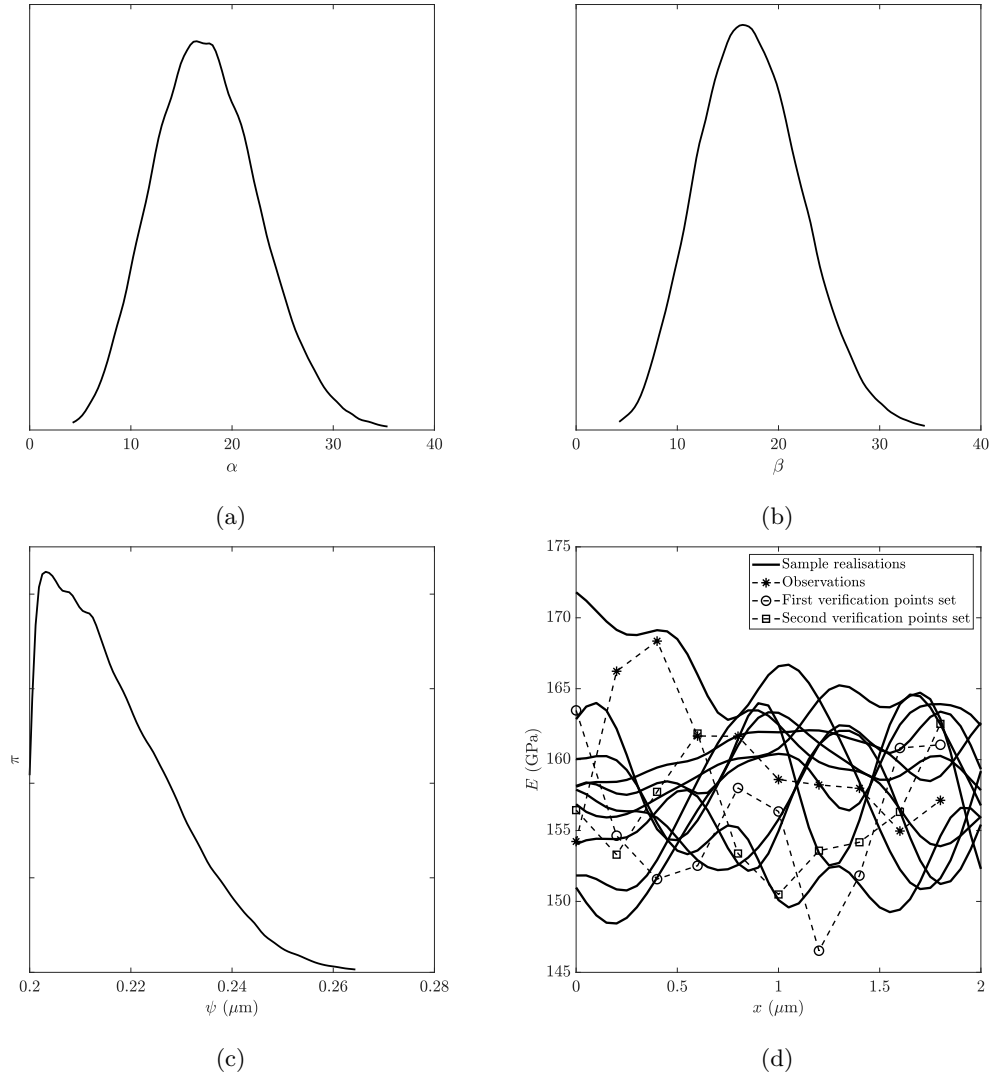 0 10 20 30 40
α
(a)
0 10 20 30 40
β
(b)
π
0.2 0.22 0.24 0.26 0.28
ψ (μm)
(c)
175
170
165
160
155
150
145
E (GPa)
Sample realisations
Observations
First verification points set
Second verification points set
0 0.5 1 1.5 2
x (μm)
(d)